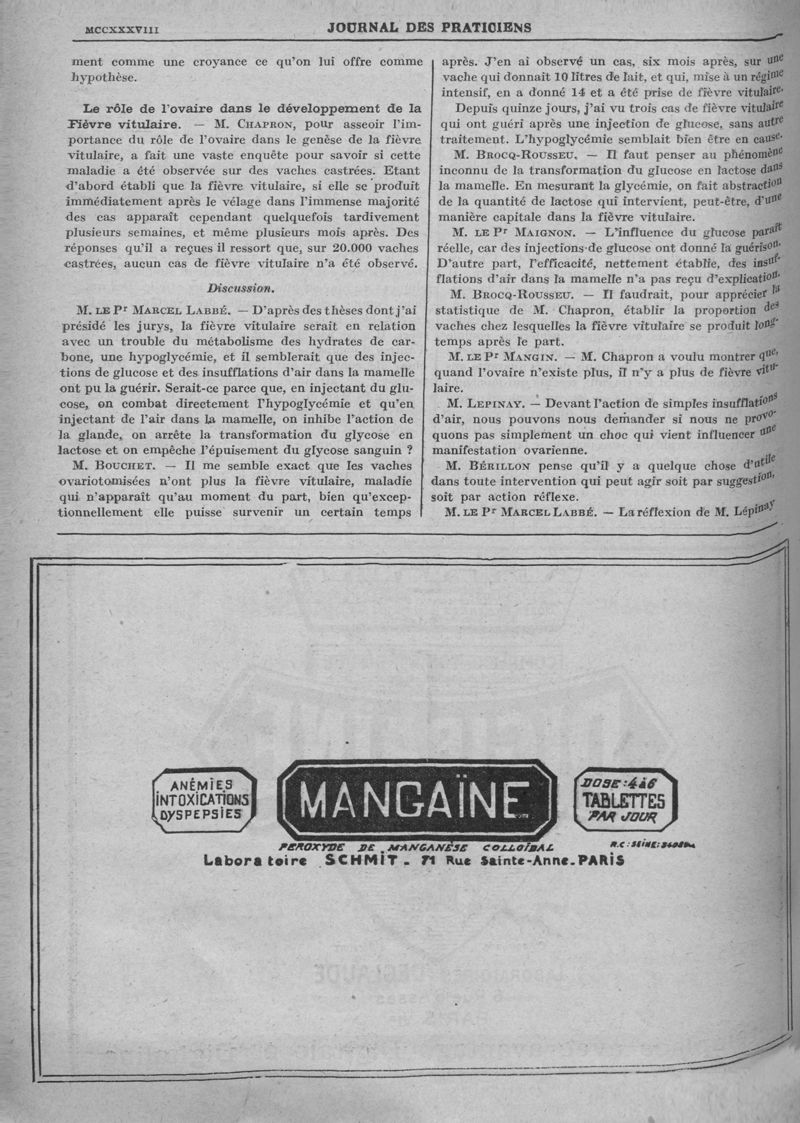 MCCXXXVIII
JOURNAL DES PRATICIENS
ment comme une croyance ce qu'on lui offre comme
hypothèse.
Le rôle de l'ovaire dans le développement de la
Fièvre vitulaire. — M. CHAPRON, pour asseoir l'im-
portance du rôle de l'ovaire dans le genèse de la fièvre
vitulaire, a fait une vaste enquête pour savoir si cette
maladie a été observée sur des vaches castrées. Etant
d'abord établi que la fièvre vitulaire, si elle se produit
immédiatement après le vélage dans l'immense majorité
des cas apparaît cependant quelquefois tardivement
plusieurs semaines, et même plusieurs mois après. Des
réponses qu'il a reçues il ressort que, sur 20.000 vaches
castrées, aucun cas de fièvre vitulaire n'a été observé.
Discussion.
M. LE Pr MARCEL LABBÉ. — D'après des thèses dont j'ai
présidé les jurys, la fièvre vitulaire serait en relation
avec un trouble du métabolisme des hydrates de car-
bone, une hypoglycémie, et il semblerait que des injec-
tions de glucose et des insufflations d'air dans la mamelle
ont pu la guérir. Serait-ce parce que, en injectant du glu-
cose, on combat directement l'hypoglycémie et qu'en
injectant de l'air dans la mamelle, on inhibe l'action de
la glande, on arrête la transformation du glycose en
lactose et on empêche l'épuisement du glycose sanguin ?
M. BOUCHET. — Il me semble exact que les vaches
ovariotomisées n'ont plus la fièvre vitulaire, maladie
qui n'apparaît qu'au moment du part, bien qu'excep-
tionnellement elle puisse survenir un certain temps
après. J'en ai observé un cas, six mois après, sur une
vache qui donnait 10 litres de lait, et qui, mise à un régime
intensif, en a donné 14 et a été prise de fièvre vitulaire.
Depuis quinze jours, j'ai vu trois cas de fièvre vitulaire
qui ont guéri après une injection de glucose, sans autre
traitement. L'hypoglycémie semblait bien être en cause.
M. BROCQ-ROUSSEU. — Il faut penser au phénomène
inconnu de la transformation du glucose en lactose dans
la mamelle. En mesurant la glycémie, on fait abstraction
de la quantité de lactose qui intervient, peut-être, d'une
manière capitale dans la fièvre vitulaire.
M. LE Pr MAIGNON. — L'influence du glucose paraît
réelle, car des injections de glucose ont donné la guérison.
D'autre part, l'efficacité, nettement établie, des insuf-
flations d'air dans la mamelle n'a pas reçu d'explication.
M. BROCQ-ROUSSEU. — Il faudrait, pour apprécier la
statistique de M. Chapron, établir la proportion des
vaches chez lesquelles la fièvre vitulaire se produit long-
temps après le part.
M. LE Pr MANGIN. — M. Chapron a voulu montrer que,
quand l'ovaire n'existe plus, il n'y a plus de fièvre vitu-
laire.
M. LEPINAY. — Devant l'action de simples insufflations
d'air, nous pouvons nous demander si nous ne provo-
quons pas simplement un choc qui vient influencer une
manifestation ovarienne.
M. BÉRILLON pense qu'il y a quelque chose d'utile
dans toute intervention qui peut agir soit par suggestion,
soit par action réflexe.
M. LE Pr MARCEL LABBÉ. — La réflexion de M. Lépinay
ANÉMIES
INTOXICATIONS
DYSPEPSIES
MANGAÏNE
DOSE : 4 à 6
TABLETTES
PAR JOUR
PEROXYDE DE MANGANÈSE COLLOÏDAL
R.C : SEINE :
Laboratoire SCHMIT - 71 Rue Sainte-Anne - PARIS